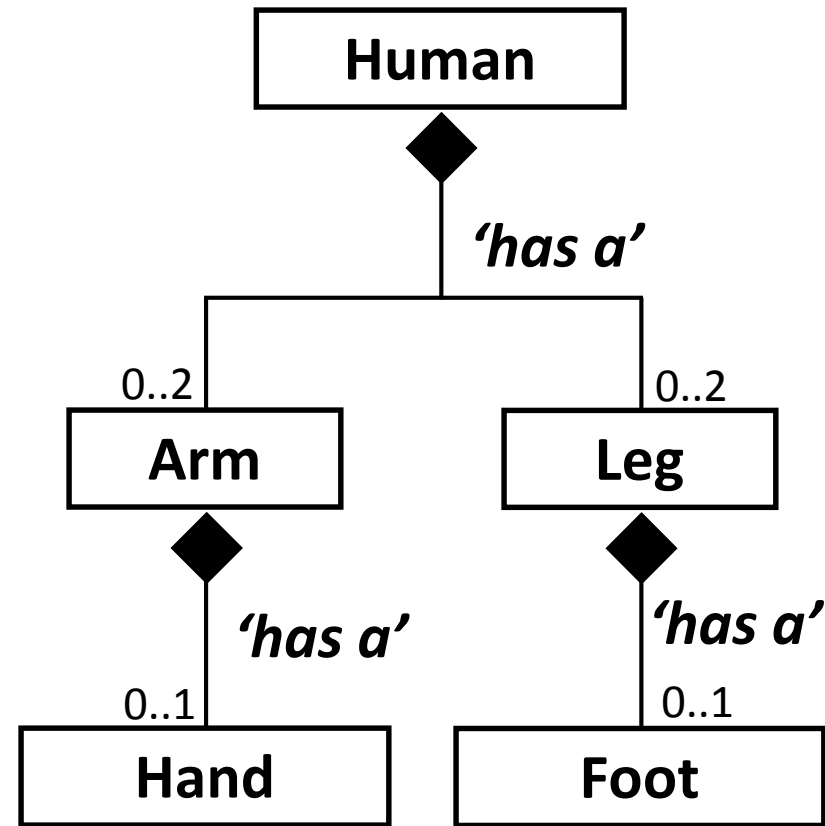 Human
‘has a’
0..2
0..2
Arm
Leg
‘has a’
‘has a’
0..1
0..1
Hand
Foot